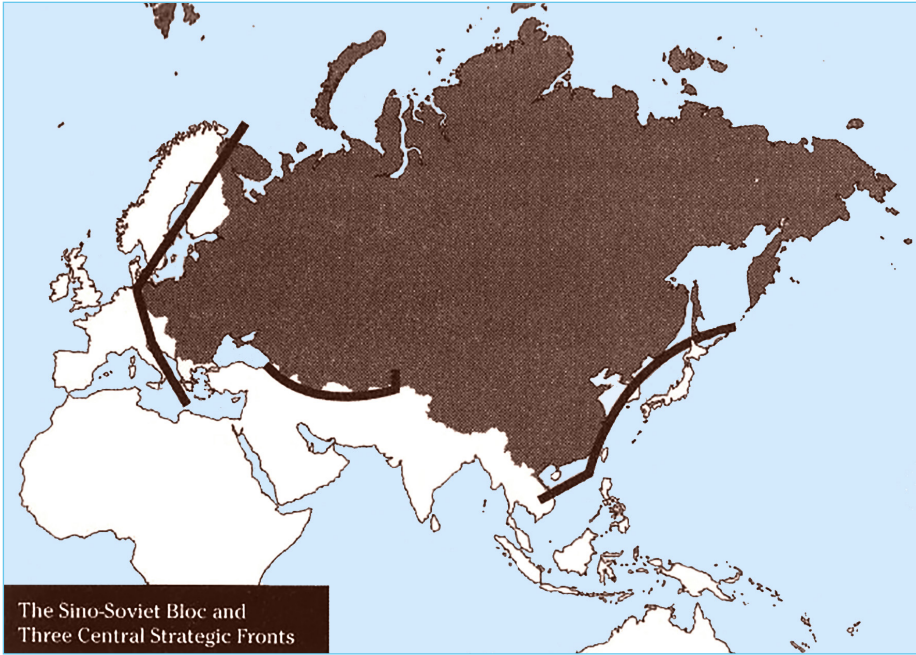 The Sino-Soviet Bloc and
Three Central Strategic Fronts